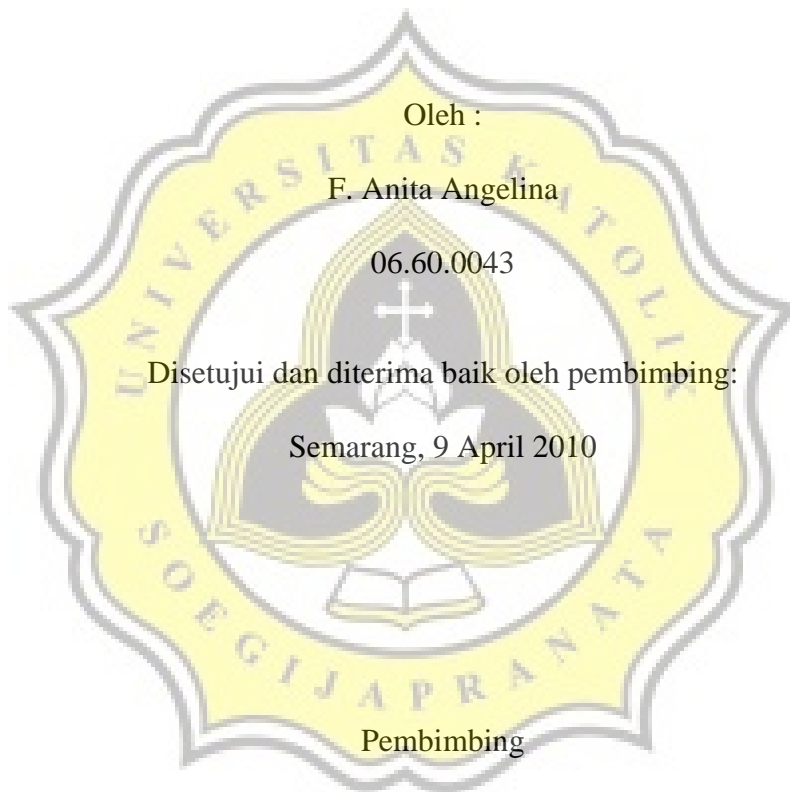 Oleh :
UNIVERSITAS KATOLIK
F. Anita Angelina
06.60.0043
Disetujui dan diterima baik oleh pembimbing:
Semarang, 9 April 2010
SOEGIJAPRANATA
Pembimbing